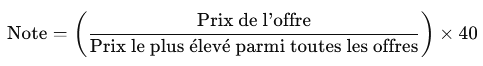 Note = ( Prix de l’offre / Prix le plus élevé parmi toutes les offres ) × 40